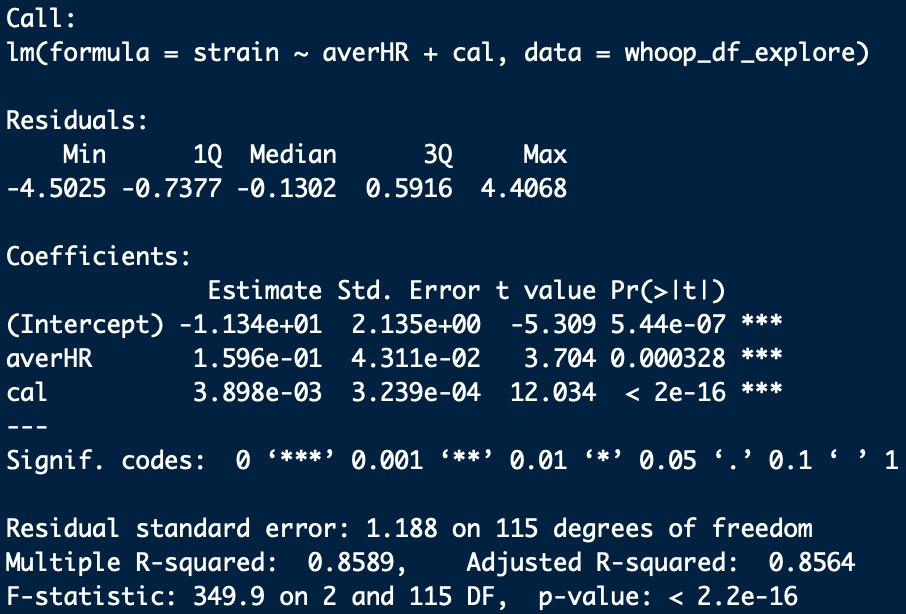 Call:
lm(formula = strain ~ averHR + cal, data = whoop_df_explore)
Residuals:
    Min      1Q  Median      3Q     Max
-4.5025 -0.7377 -0.1302  0.5916  4.4068
Coefficients:
              Estimate Std. Error t value Pr(>|t|)
(Intercept) -1.134e+01  2.135e+00  -5.309 5.44e-07 ***
averHR       1.596e-01  4.311e-02   3.704 0.000328 ***
cal          3.898e-03  3.239e-04  12.034  < 2e-16 ***
---
Signif. codes:  0 ‘***’ 0.001 ‘**’ 0.01 ‘*’ 0.05 ‘.’ 0.1 ‘ ’ 1
Residual standard error: 1.188 on 115 degrees of freedom
Multiple R-squared:  0.8589,	Adjusted R-squared:  0.8564
F-statistic: 349.9 on 2 and 115 DF,  p-value: < 2.2e-16